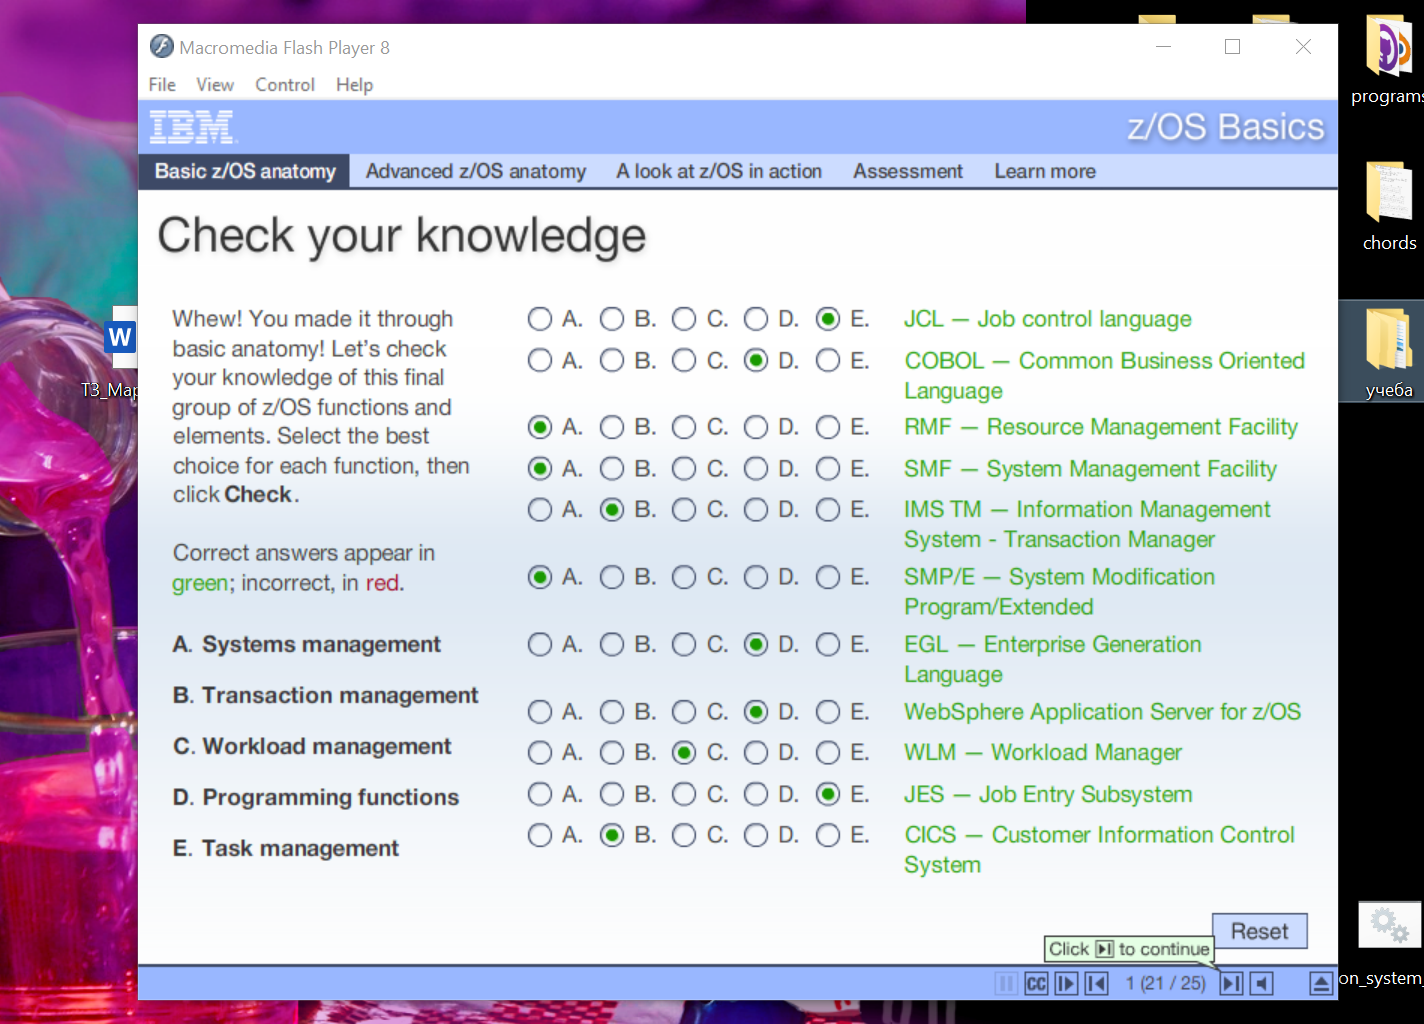 Macromedia Flash Player 8
File View Control Help
IBM
z/OS Basics
Basic z/OS anatomy Advanced z/OS anatomy A look at z/OS in action Assessment Learn more
Check your knowledge
Whew! You made it through
basic anatomy! Let's check
your knowledge of this final
group of z/OS functions and
elements. Select the best
choice for each function, then
click Check.
Correct answers appear in
green; incorrect, in red.
A. Systems management
B. Transaction management
C. Workload management
D. Programming functions
E. Task management
A. B. C. D. E. JCL — Job control language
A. B. C. D. E. COBOL — Common Business Oriented
Language
A. B. C. D. E. RMF — Resource Management Facility
A. B. C. D. E. SMF — System Management Facility
A. B. C. D. E. IMS TM — Information Management
System - Transaction Manager
A. B. C. D. E. SMP/E — System Modification
Program/Extended
A. B. C. D. E. EGL — Enterprise Generation
Language
A. B. C. D. E. WebSphere Application Server for z/OS
A. B. C. D. E. WLM — Workload Manager
A. B. C. D. E. JES — Job Entry Subsystem
A. B. C. D. E. CICS — Customer Information Control
System
Reset
Click to continue
CC 1 (21 / 25)
W
ТЗ_Мар
programs
chords
учеба
on_system_